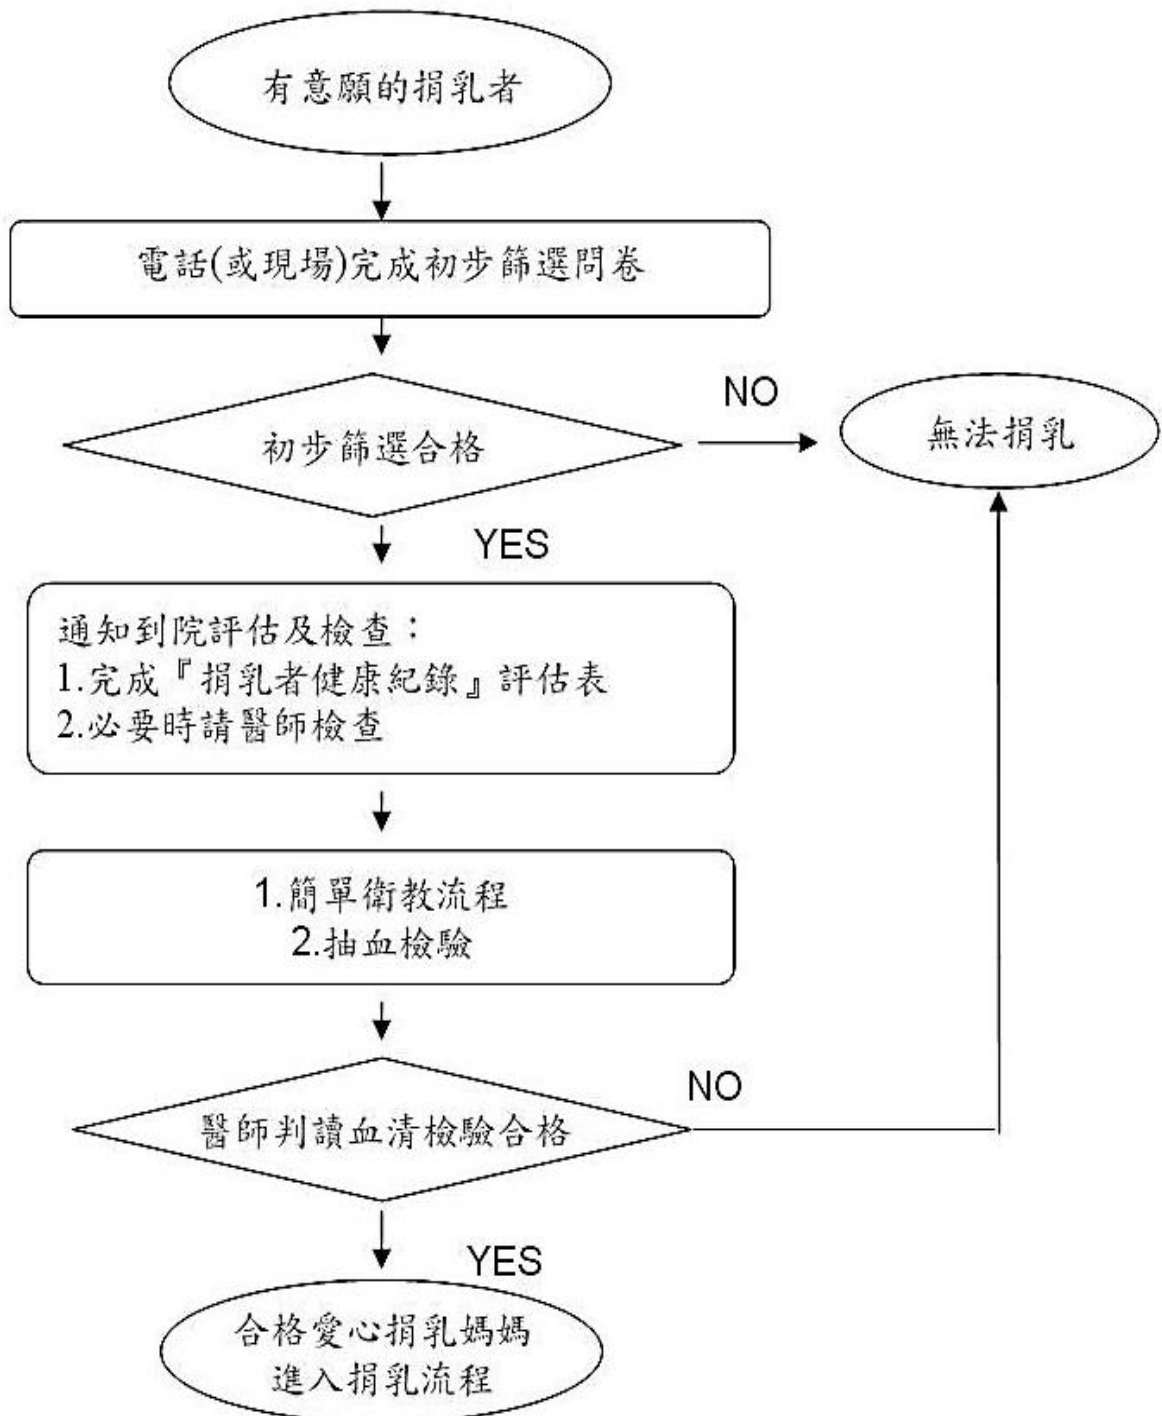 有意願的捐乳者
電話(或現場)完成初步篩選問卷
初步篩選合格
NO
無法捐乳
YES
通知到院評估及檢查：
1.完成『捐乳者健康紀錄』評估表
2.必要時請醫師檢查
1.簡單衛教流程
2.抽血檢驗
醫師判讀血清檢驗合格
NO
YES
合格愛心捐乳媽媽
進入捐乳流程